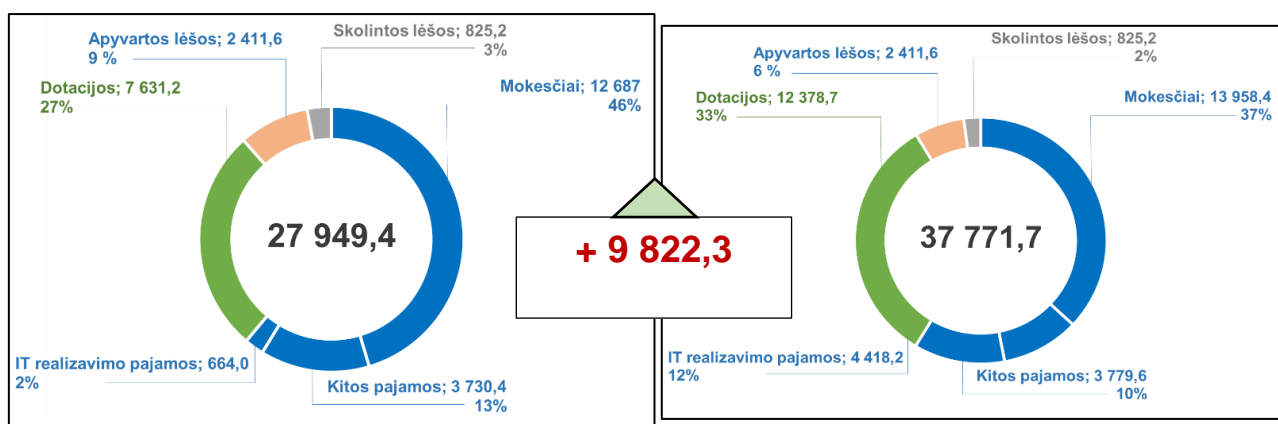 Skolintos lėšos; 825,2
3%
Apyvartos lėšos; 2 411,6
9 %
Dotacijos; 7 631,2
27%
Mokesčiai; 12 687
46%
27 949,4
IT realizavimo pajamos; 664,0
2%
Kitos pajamos; 3 730,4
13%
+ 9 822,3
Skolintos lėšos; 825,2
2%
Apyvartos lėšos; 2 411,6
6 %
Dotacijos; 12 378,7
33%
Mokesčiai; 13 958,4
37%
37 771,7
IT realizavimo pajamos; 4 418,2
12%
Kitos pajamos; 3 779,6
10%